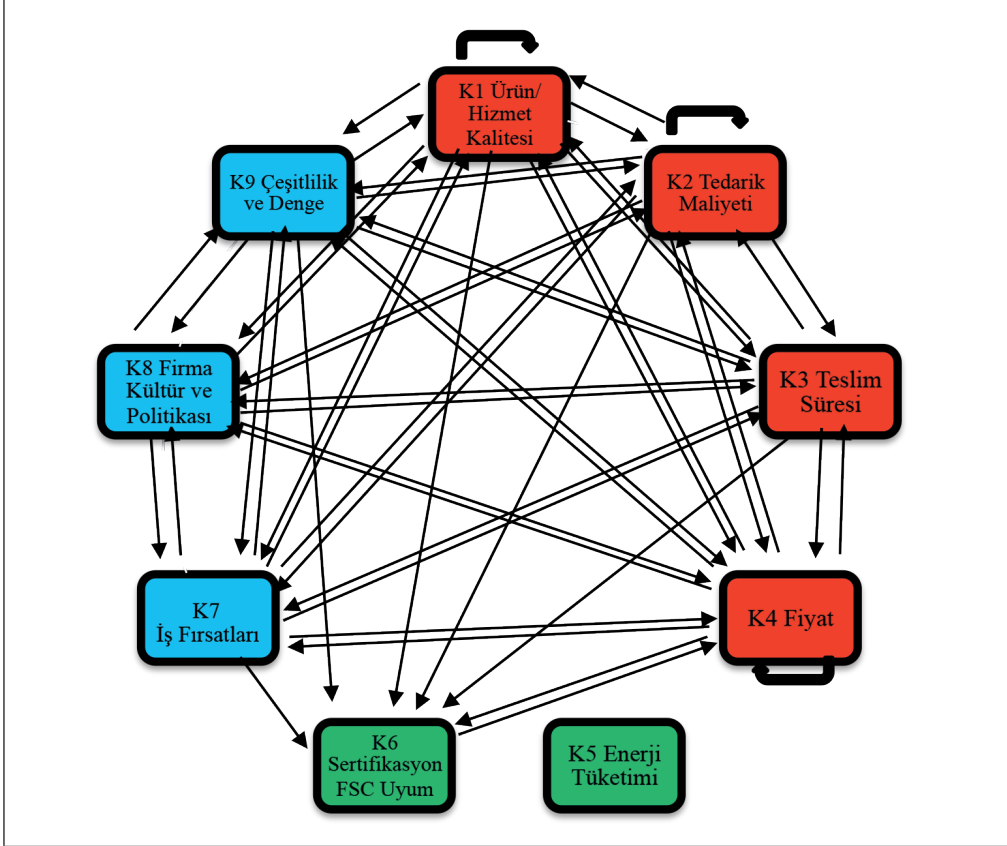 K1 Ürün/
Hizmet
Kalitesi
K9 Çeşitlilik
ve Denge
K2 Tedarik
Maliyeti
K8 Firma
Kültür ve
Politikası
K3 Teslim
Süresi
K7
İş Fırsatları
K4 Fiyat
K6
Sertifikasyon
FSC Uyum
K5 Enerji
Tüketimi